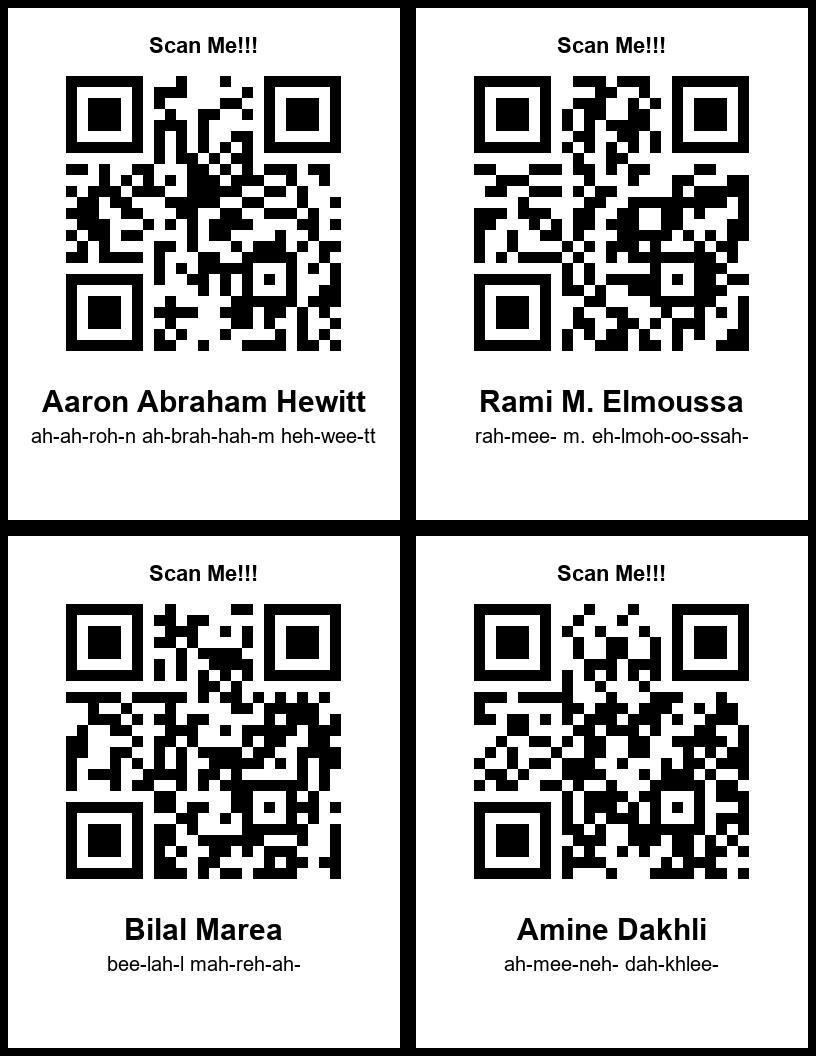 Scan Me!!!
Aaron Abraham Hewitt
ah-ah-roh-n ah-brah-hah-m heh-wee-tt
Scan Me!!!
Rami M. Elmoussa
rah-mee- m. eh-lmoh-oo-ssah-
Scan Me!!!
Bilal Marea
bee-lah-l mah-reh-ah-
Scan Me!!!
Amine Dakhli
ah-mee-neh- dah-khlee-